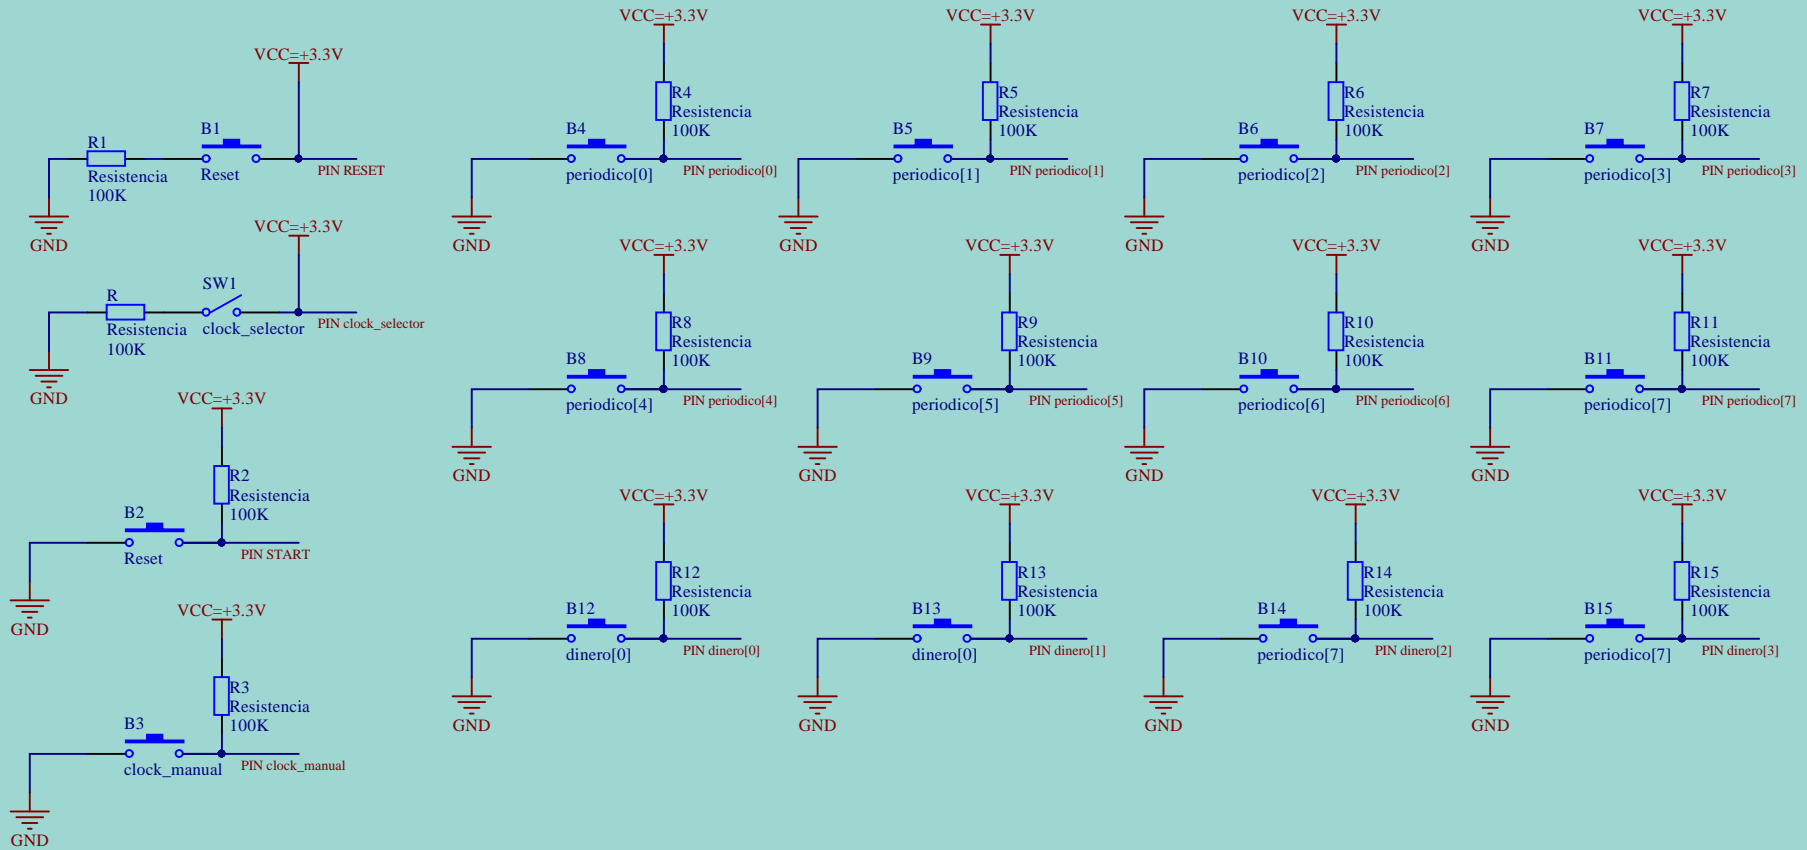 VCC=+3.3V
R1
Resistencia
100K
B1
Reset
PIN RESET
GND
VCC=+3.3V
R
Resistencia
100K
SW1
clock_selector
PIN clock_selector
GND
VCC=+3.3V
R2
Resistencia
100K
B2
Reset
PIN START
GND
VCC=+3.3V
R3
Resistencia
100K
B3
clock_manual
PIN clock_manual
GND
VCC=+3.3V
R4
Resistencia
100K
B4
periodico[0]
PIN periodico[0]
GND
VCC=+3.3V
R5
Resistencia
100K
B5
periodico[1]
PIN periodico[1]
GND
VCC=+3.3V
R6
Resistencia
100K
B6
periodico[2]
PIN periodico[2]
GND
VCC=+3.3V
R7
Resistencia
100K
B7
periodico[3]
PIN periodico[3]
GND
VCC=+3.3V
R8
Resistencia
100K
B8
periodico[4]
PIN periodico[4]
GND
VCC=+3.3V
R9
Resistencia
100K
B9
periodico[5]
PIN periodico[5]
GND
VCC=+3.3V
R10
Resistencia
100K
B10
periodico[6]
PIN periodico[6]
GND
VCC=+3.3V
R11
Resistencia
100K
B11
periodico[7]
PIN periodico[7]
GND
VCC=+3.3V
R12
Resistencia
100K
B12
dinero[0]
PIN dinero[0]
GND
VCC=+3.3V
R13
Resistencia
100K
B13
dinero[0]
PIN dinero[1]
GND
VCC=+3.3V
R14
Resistencia
100K
B14
periodico[7]
PIN dinero[2]
GND
VCC=+3.3V
R15
Resistencia
100K
B15
periodico[7]
PIN dinero[3]
GND